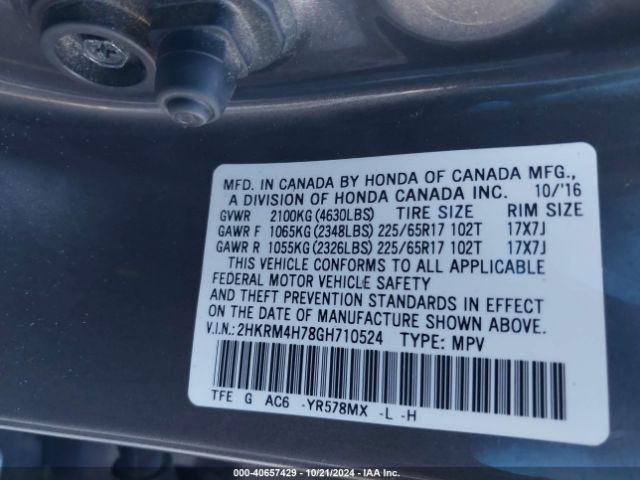 MFD. IN CANADA BY HONDA OF CANADA MFG.,
A DIVISION OF HONDA CANADA INC. 10/'16
GVWR 2100KG (4630LBS) TIRE SIZE RIM SIZE
GAWR F 1065KG (2348LBS) 225/65R17 102T 17X7J
GAWR R 1055KG (2326LBS) 225/65R17 102T 17X7J
THIS VEHICLE CONFORMS TO ALL APPLICABLE
FEDERAL MOTOR VEHICLE SAFETY
AND THEFT PREVENTION STANDARDS IN EFFECT
ON THE DATE OF MANUFACTURE SHOWN ABOVE.
V.I.N.: 2HKRM4H78GH710524 TYPE: MPV
TFE G AC6 -YR578MX -L -H
000-40657429 - 10/21/2024 - IAA Inc.